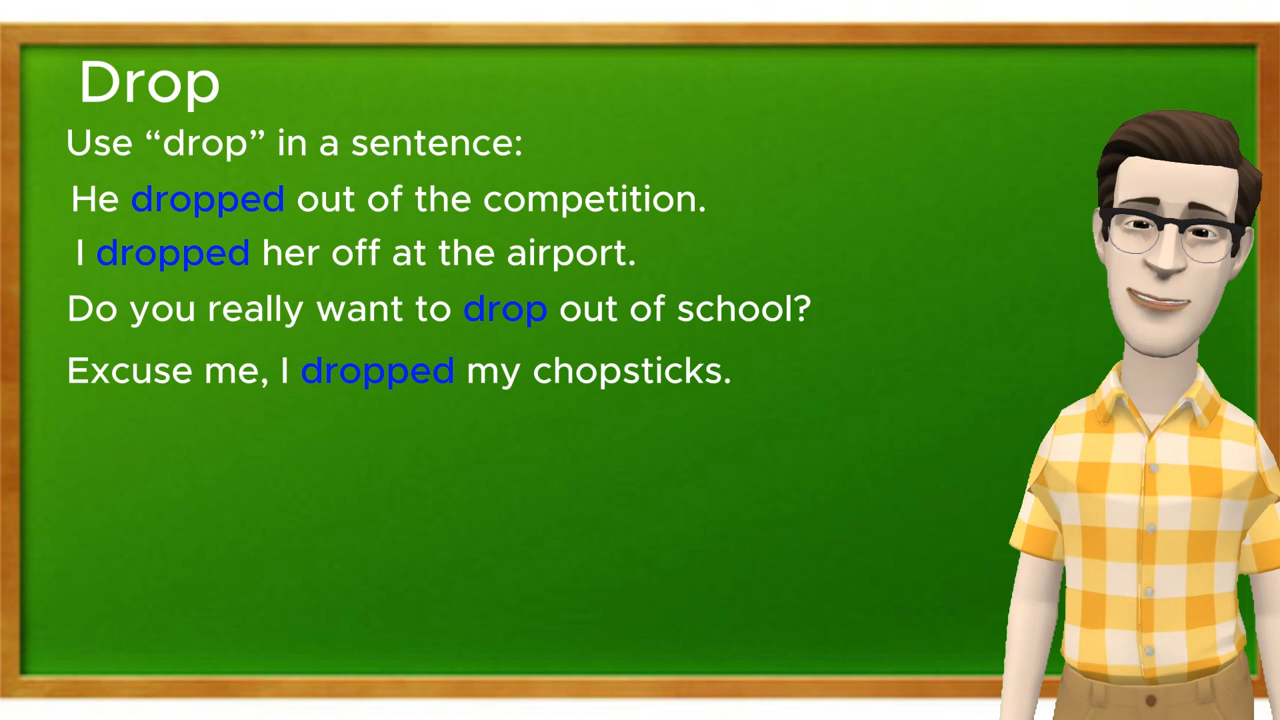 Drop
Use “drop” in a sentence:
He dropped out of the competition.
I dropped her off at the airport.
Do you really want to drop out of school?
Excuse me, I dropped my chopsticks.